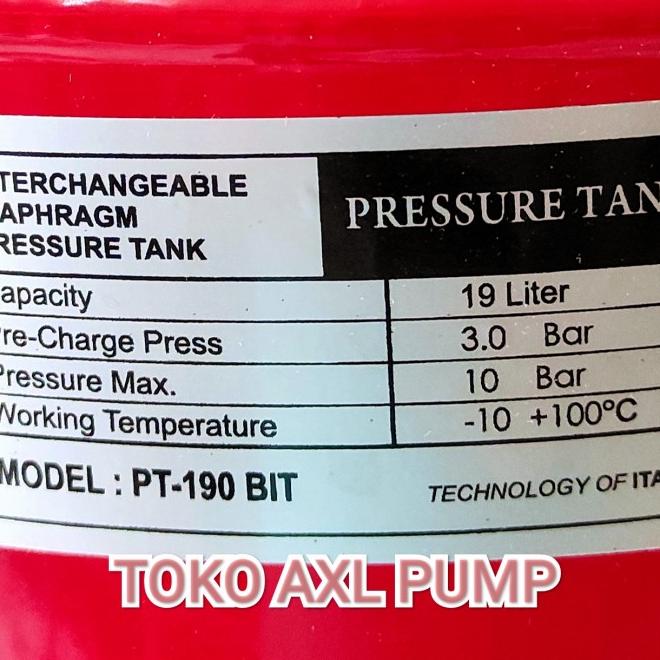 TERCHANGEABLE
APHRAGM
RESSURE TANK
PRESSURE TAN
apacity 19 Liter
re-Charge Press 3.0 Bar
Pressure Max. 10 Bar
Working Temperature -10 +100°C
MODEL : PT-190 BIT
TECHNOLOGY OF ITA
TOKO AXL PUMP